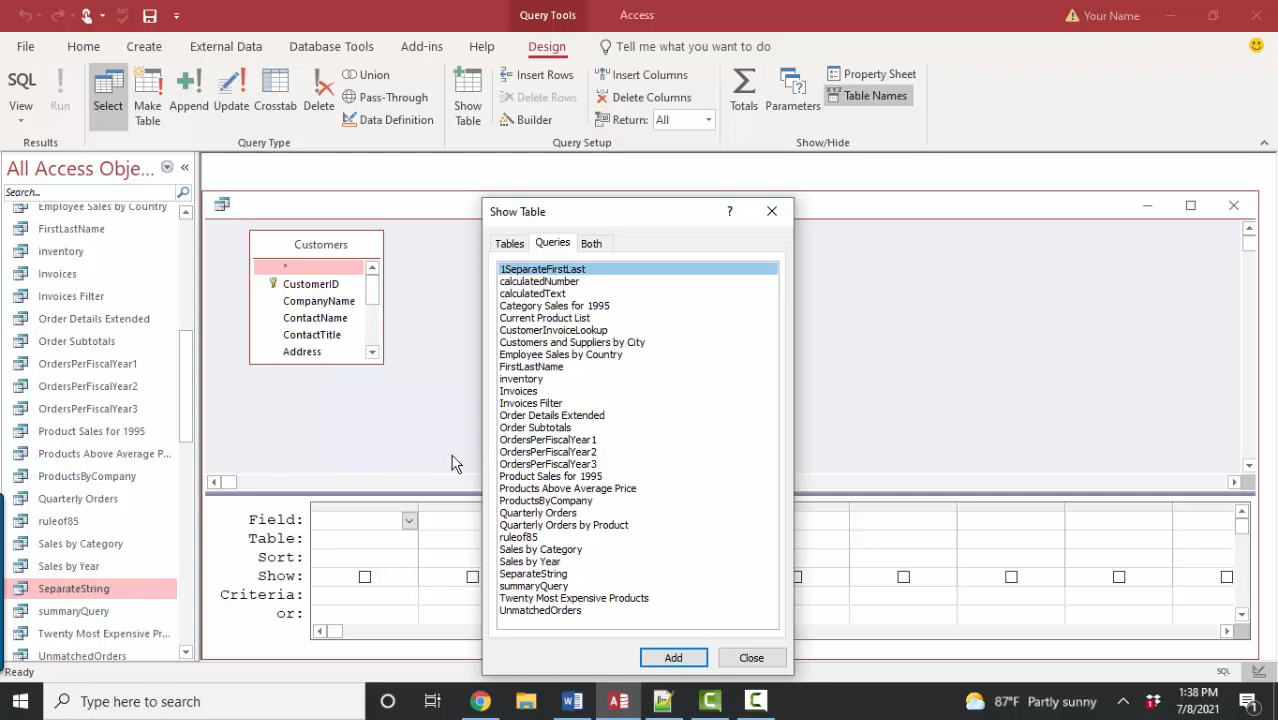 Query Tools
Access
Your Name
File
Home
Create
External Data
Database Tools
Add-ins
Help
Design
Tell me what you want to do
SQL
View
Run
Select
Make Table
Append
Update
Crosstab
Delete
Union
Pass-Through
Data Definition
Show Table
Insert Rows
Delete Rows
Builder
Insert Columns
Delete Columns
Return: All
Totals
Parameters
XYZ
Property Sheet
Table Names
Results
Query Type
Query Setup
Show/Hide
All Access Obje...
Search...
Employee Sales by Country
FirstLastName
inventory
Invoices
Invoices Filter
Order Details Extended
Order Subtotals
OrdersPerFiscalYear1
OrdersPerFiscalYear2
OrdersPerFiscalYear3
Product Sales for 1995
Products Above Average P...
ProductsByCompany
Quarterly Orders
ruleof85
Sales by Category
Sales by Year
SeparateString
summaryQuery
Twenty Most Expensive Pr...
UnmatchedOrders
Customers
*
CustomerID
CompanyName
ContactName
ContactTitle
Address
Show Table
?
Tables
Queries
Both
1SeparateFirstLast
calculatedNumber
calculatedText
Category Sales for 1995
Current Product List
CustomerInvoiceLookup
Customers and Suppliers by City
Employee Sales by Country
FirstLastName
inventory
Invoices
Invoices Filter
Order Details Extended
Order Subtotals
OrdersPerFiscalYear1
OrdersPerFiscalYear2
OrdersPerFiscalYear3
Product Sales for 1995
Products Above Average Price
ProductsByCompany
Quarterly Orders
Quarterly Orders by Product
ruleof85
Sales by Category
Sales by Year
SeparateString
summaryQuery
Twenty Most Expensive Products
UnmatchedOrders
Add
Close
Field:
Table:
Sort:
Show:
Criteria:
or:
Ready
SQL
Type here to search
87°F Partly sunny
1:38 PM
7/8/2021
1